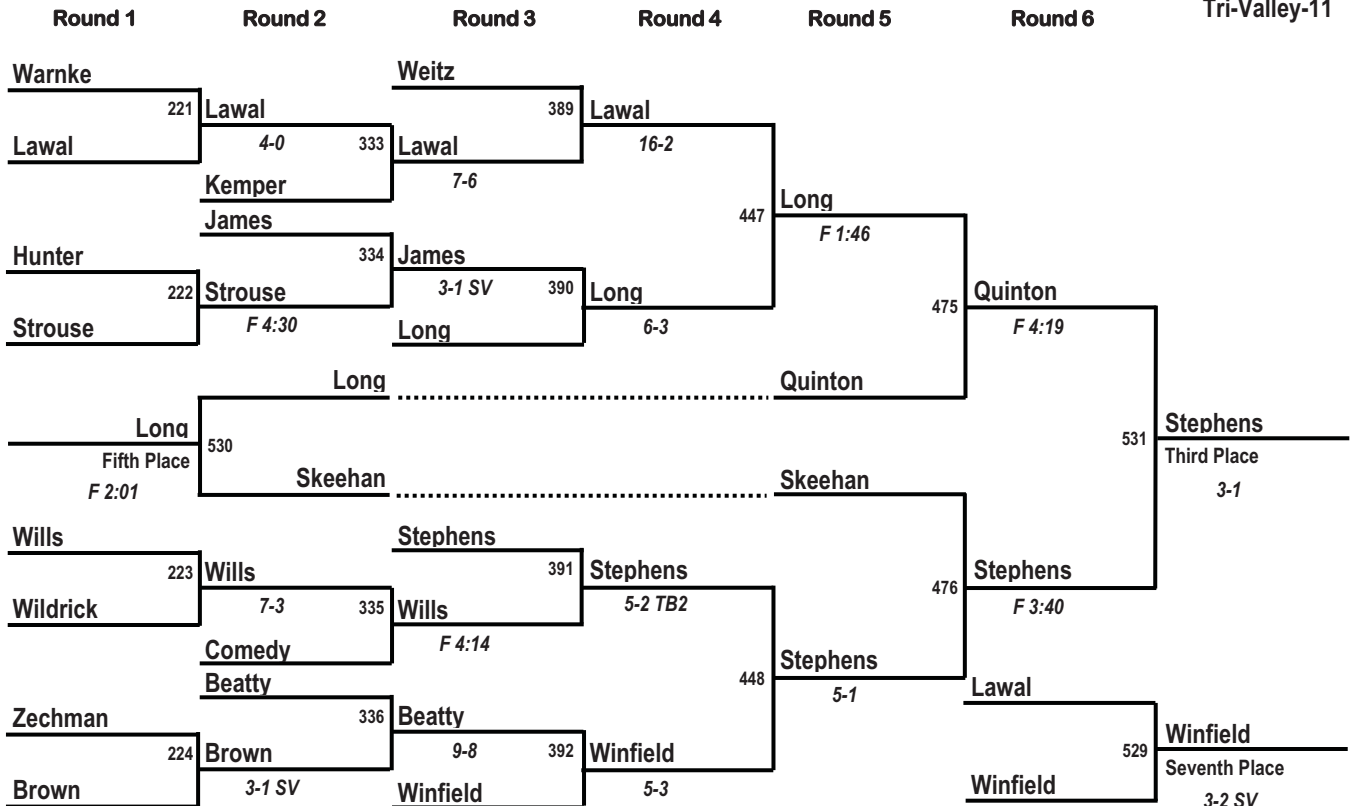 Tri-Valley-11
Round 1 Round 2 Round 3 Round 4 Round 5 Round 6
Warnke Weitz
221 Lawal 389 Lawal
Lawal 4-0 333 Lawal 16-2
Kemper 7-6 Long
James 447 F 1:46
Hunter 334 James
222 Strouse 3-1 SV 390 Long 475 Quinton
Strouse F 4:30 Long 6-3 F 4:19
Long Quinton
Long 530 531 Stephens
Fifth Place Third Place
F 2:01 Skeehan Skeehan 3-1
Wills Stephens
223 Wills 391 Stephens 476 Stephens
Wildrick 7-3 335 Wills 5-2 TB2 F 3:40
Comedy F 4:14 Stephens
Beatty 448 5-1 Lawal
Zechman 336 Beatty Winfield
224 Brown 9-8 392 Winfield 529 Seventh Place
Brown 3-1 SV Winfield 5-3 Winfield 3-2 SV